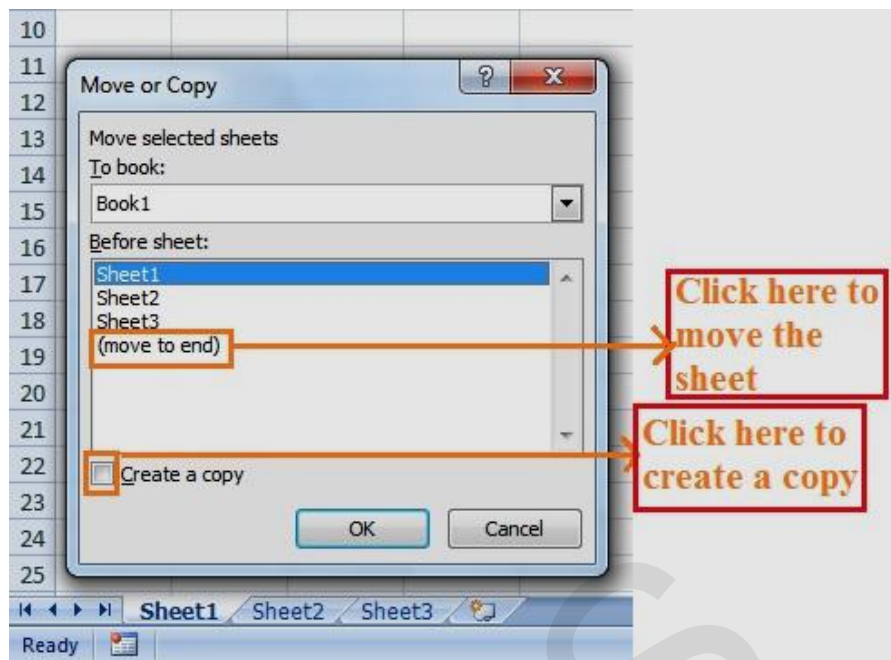 10
11
12
13
14
15
16
17
18
19
20
21
22
23
24
25
Move or Copy
?
Move selected sheets
To book:
Book1
Before sheet:
Sheet1
Sheet2
Sheet3
(move to end)
Create a copy
OK
Cancel
Click here to
move the
sheet
Click here to
create a copy
Sheet1 Sheet2 Sheet3
Ready